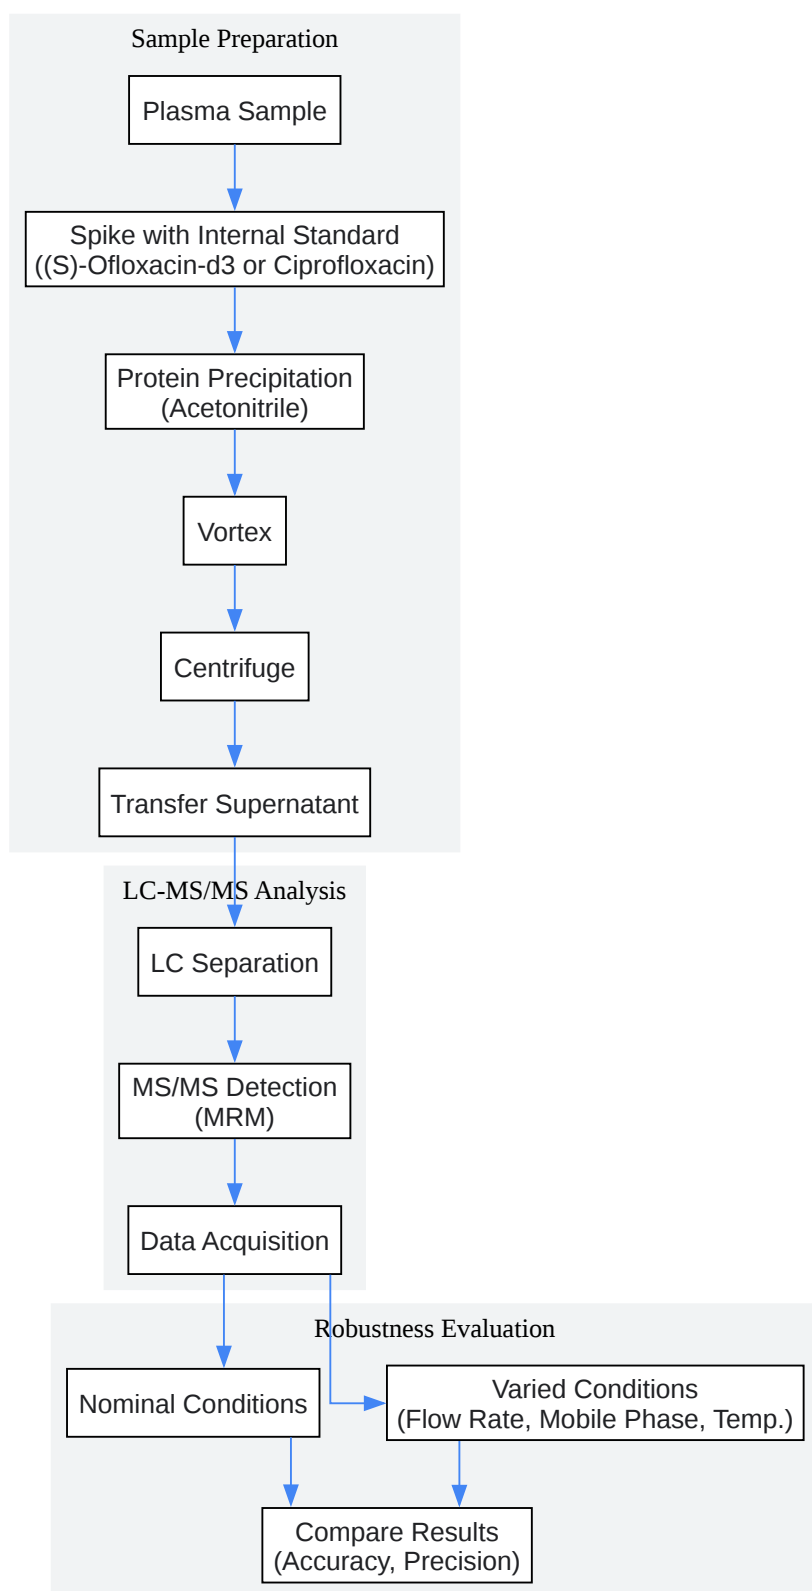 Sample Preparation
Plasma Sample
Spike with Internal Standard
((S)-Ofloxacin-d3 or Ciprofloxacin)
Protein Precipitation
(Acetonitrile)
Vortex
Centrifuge
Transfer Supernatant
LC-MS/MS Analysis
LC Separation
MS/MS Detection
(MRM)
Data Acquisition
Robustness Evaluation
Nominal Conditions
Varied Conditions
(Flow Rate, Mobile Phase, Temp.)
Compare Results
(Accuracy, Precision)